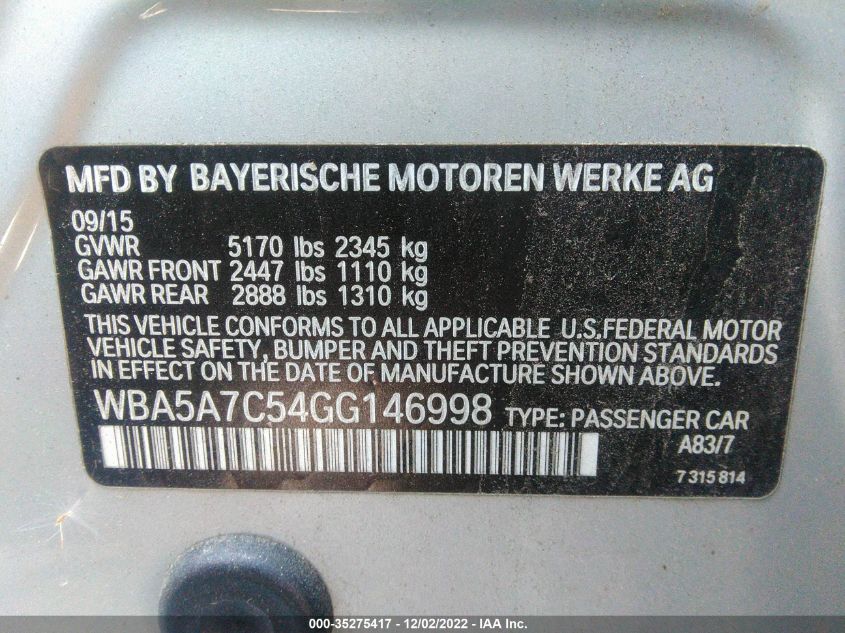 MFD BY BAYERISCHE MOTOREN WERKE AG
09/15
GVWR 5170 lbs 2345 kg
GAWR FRONT 2447 lbs 1110 kg
GAWR REAR 2888 lbs 1310 kg
THIS VEHICLE CONFORMS TO ALL APPLICABLE U.S.FEDERAL MOTOR
VEHICLE SAFETY, BUMPER AND THEFT PREVENTION STANDARDS
IN EFFECT ON THE DATE OF MANUFACTURE SHOWN ABOVE.
WBA5A7C54GG146998 TYPE: PASSENGER CAR
A83/7
7 315 814
000-35275417 - 12/02/2022 - IAA Inc.